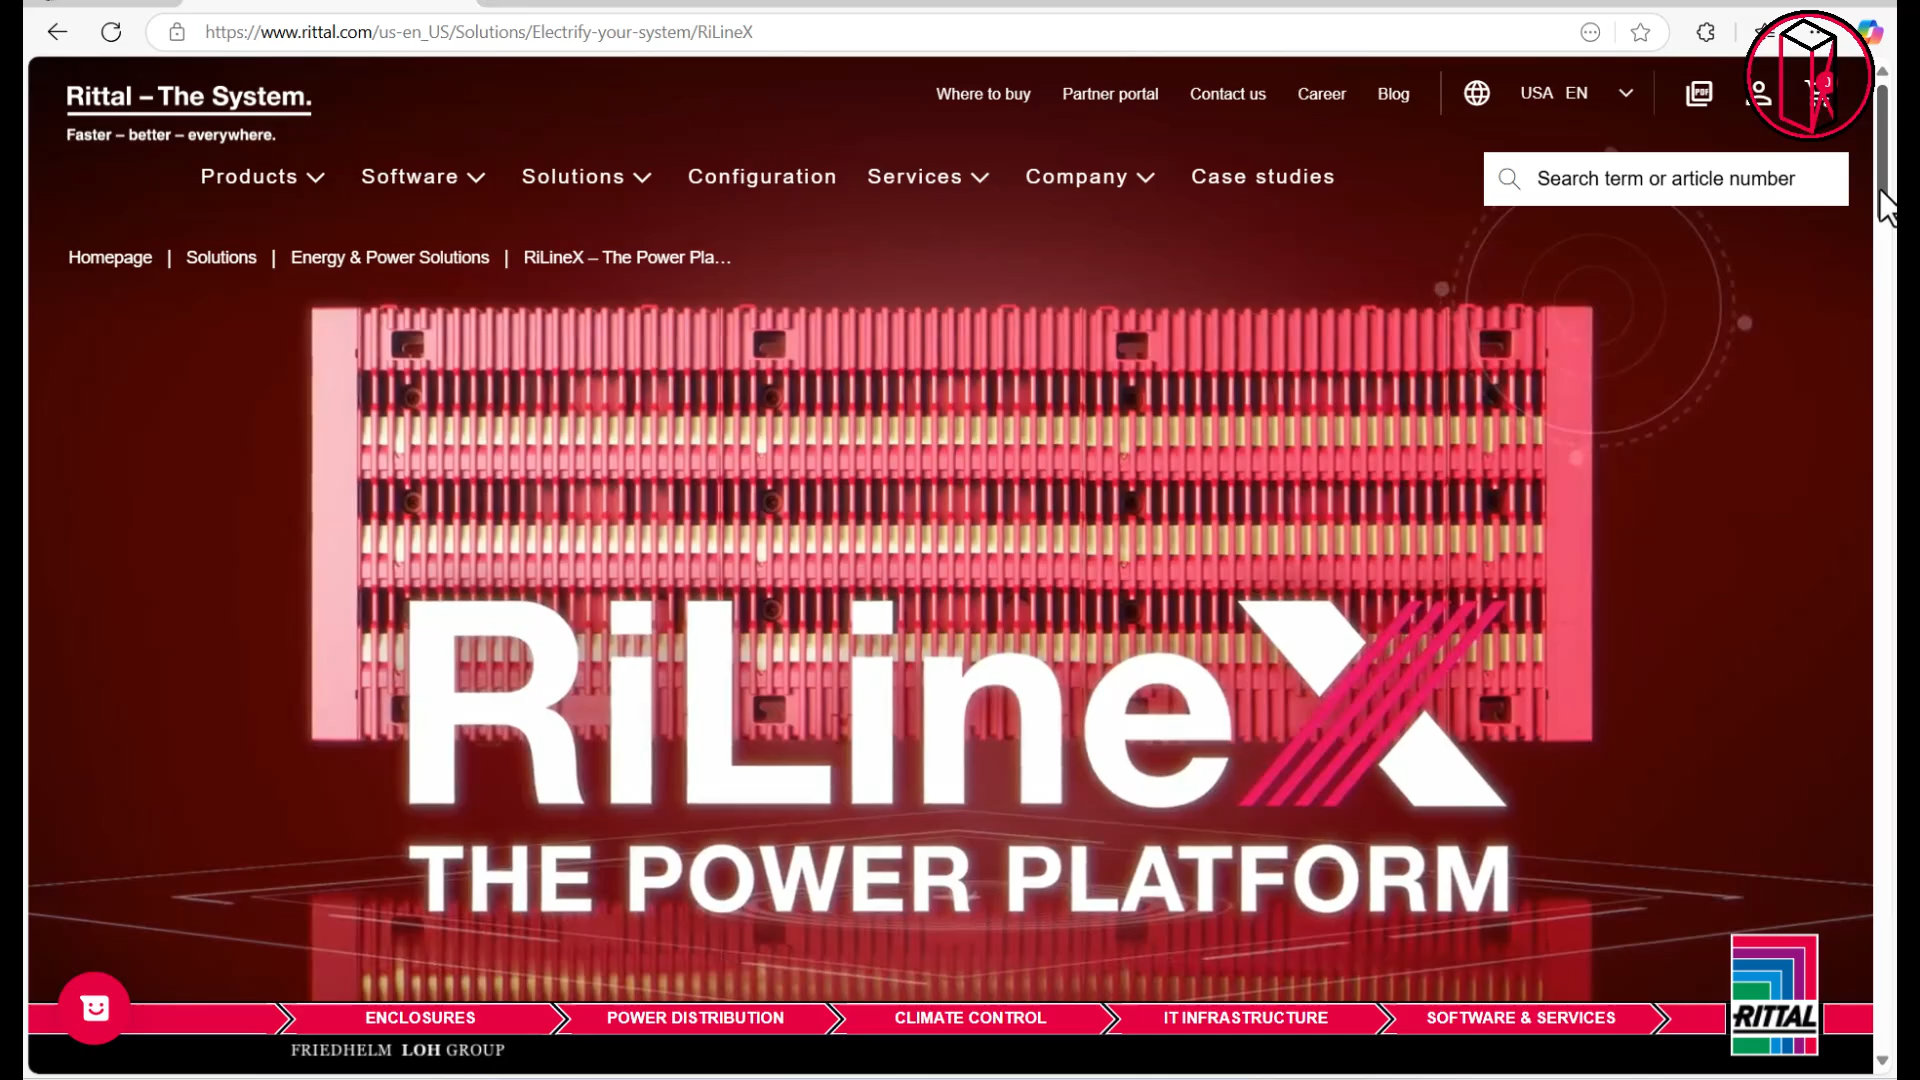 https://www.rittal.com/us-en_US/Solutions/Electrify-your-system/RiLineX
Rittal – The System.
Faster – better – everywhere.
Where to buy
Partner portal
Contact us
Career
Blog
USA EN
PDF
0
Products
Software
Solutions
Configuration
Services
Company
Case studies
Search term or article number
Homepage | Solutions | Energy & Power Solutions | RiLineX – The Power Pla...
RiLineX
THE POWER PLATFORM
ENCLOSURES
POWER DISTRIBUTION
CLIMATE CONTROL
IT INFRASTRUCTURE
SOFTWARE & SERVICES
RITTAL
FRIEDHELM LOH GROUP